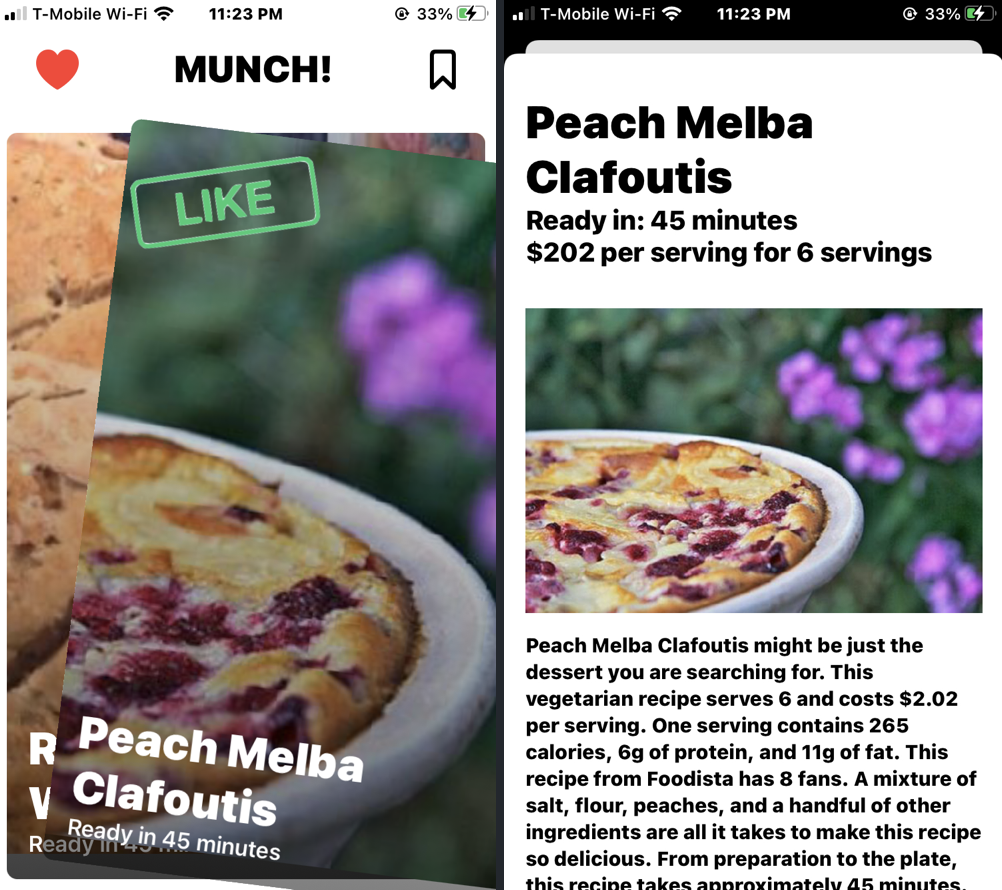 T-Mobile Wi-Fi 11:23 PM 33%
MUNCH!
LIKE
Peach Melba
Clafoutis
Ready in 45 minutes
R
Ready in 45
T-Mobile Wi-Fi 11:23 PM 33%
Peach Melba
Clafoutis
Ready in: 45 minutes
$202 per serving for 6 servings
Peach Melba Clafoutis might be just the
dessert you are searching for. This
vegetarian recipe serves 6 and costs $2.02
per serving. One serving contains 265
calories, 6g of protein, and 11g of fat. This
recipe from Foodista has 8 fans. A mixture of
salt, flour, peaches, and a handful of other
ingredients are all it takes to make this recipe
so delicious. From preparation to the plate,
this recipe takes approximately 45 minutes.